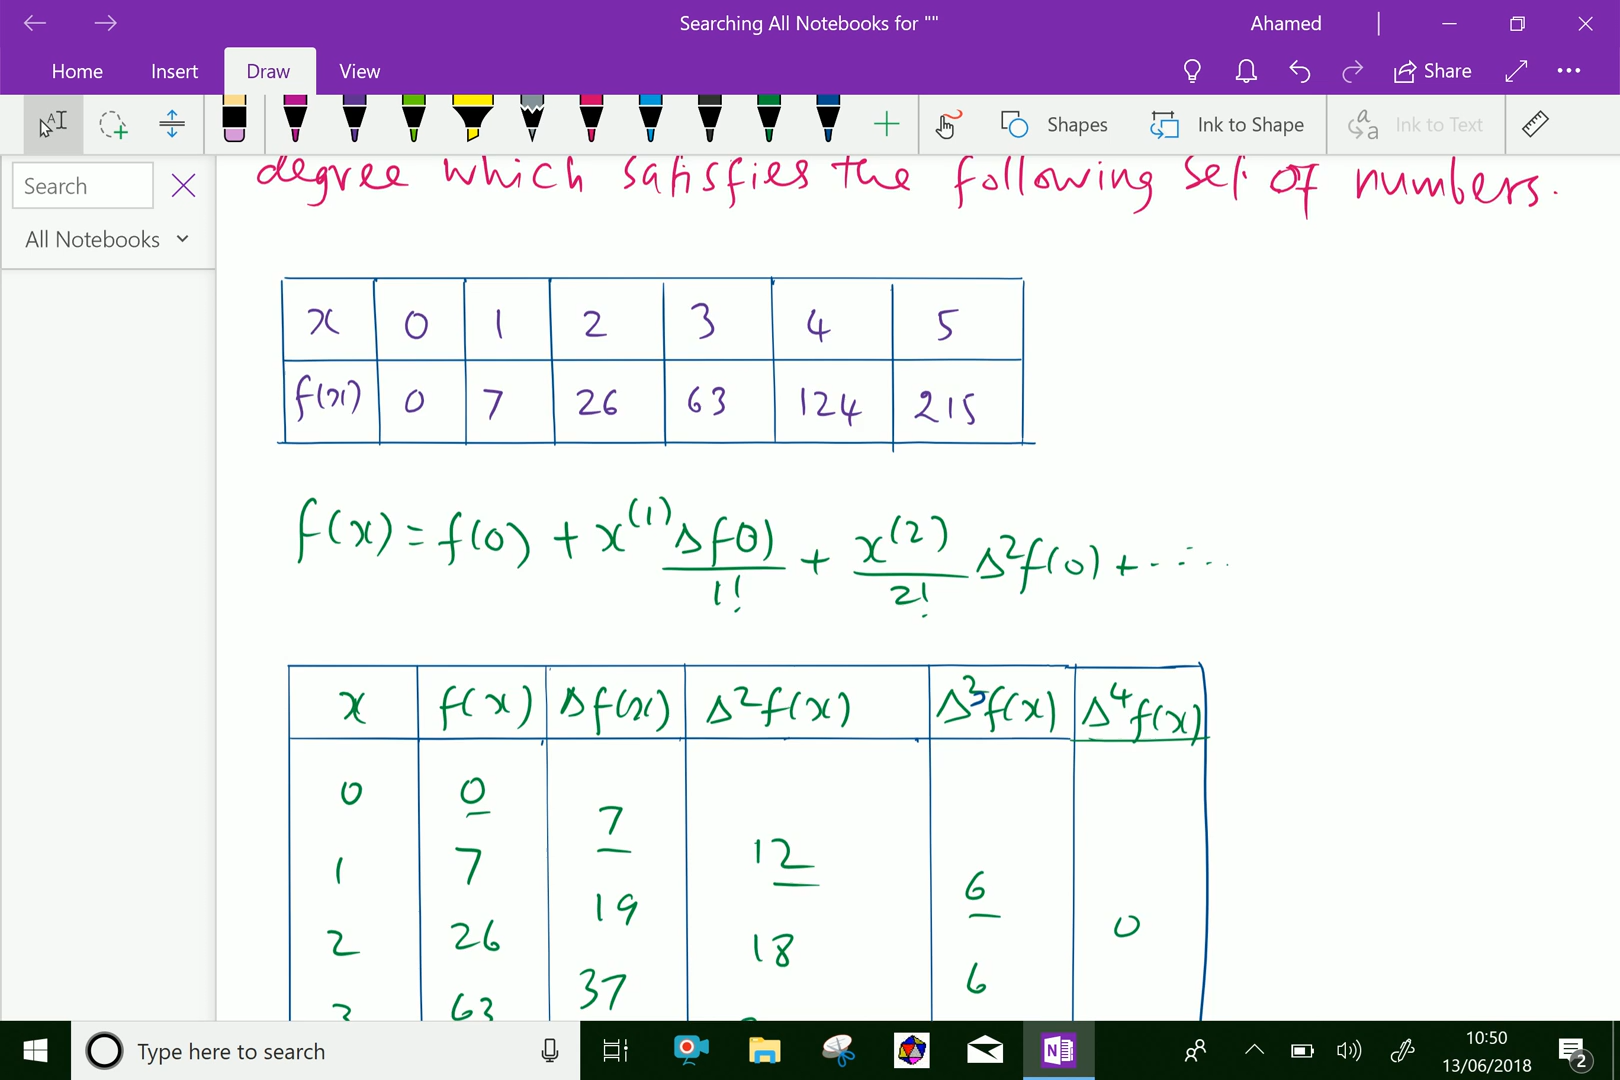 Searching All Notebooks for ""
Ahamed
Home Insert Draw View
Share
Shapes
Ink to Shape
Ink to Text
Search
All Notebooks
degree which satisfies the following set of numbers.
x 0 1 2 3 4 5
f(x) 0 7 26 63 124 215
f(x) = f(0) + x^(1) Δf(0)/1! + x^(2)/2! Δ²f(0) + .....
x f(x) Δf(x) Δ²f(x) Δ³f(x) Δ⁴f(x)
0 0
7
1 7 12
19 6
2 26 18 0
37 6
3 63
Type here to search
10:50
13/06/2018
2